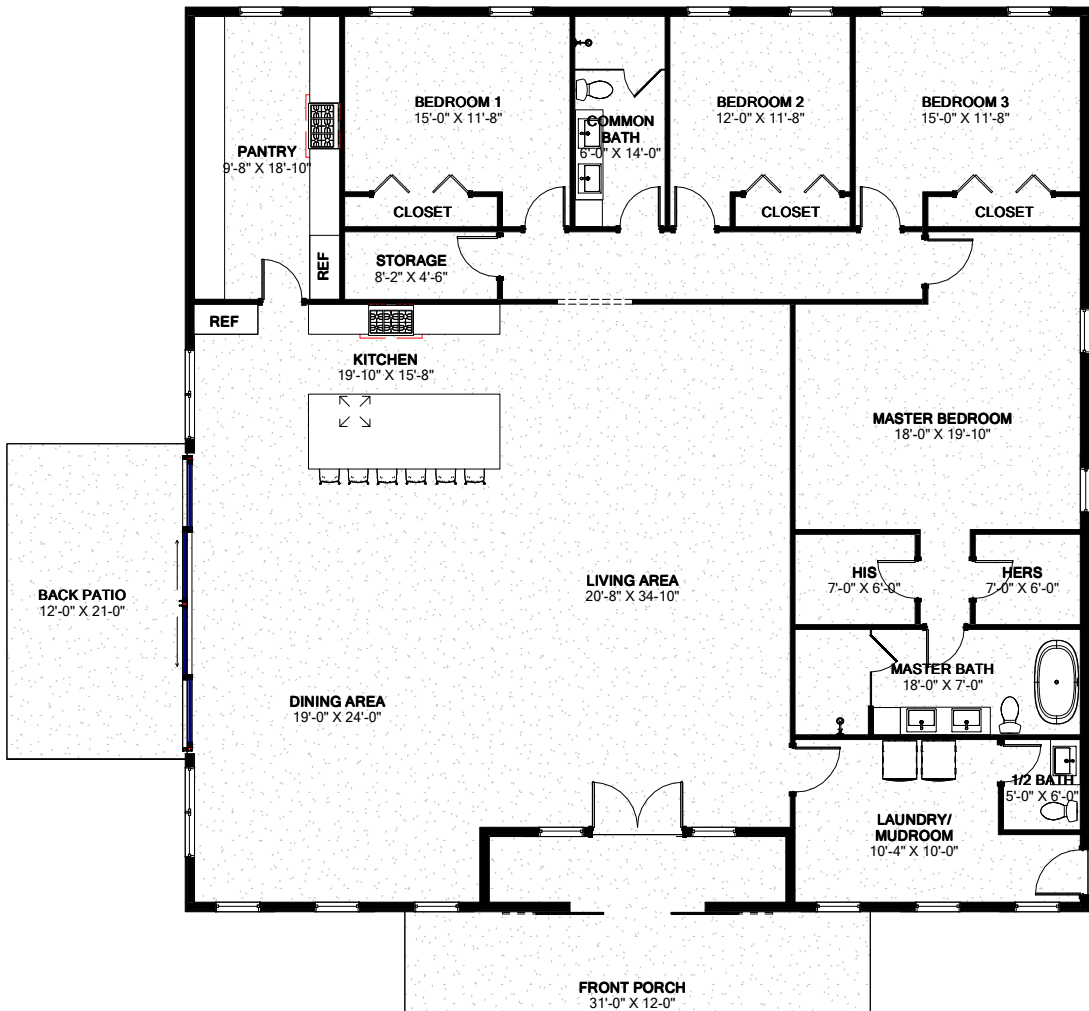 BEDROOM 1
15'-0" X 11'-8"
COMMON
BATH
6'-0" X 14'-0"
BEDROOM 2
12'-0" X 11'-8"
BEDROOM 3
15'-0" X 11'-8"
PANTRY
9'-8" X 18'-10"
CLOSET
CLOSET
CLOSET
STORAGE
8'-2" X 4'-6"
REF
REF
KITCHEN
19'-10" X 15'-8"
MASTER BEDROOM
18'-0" X 19'-10"
HIS
7'-0" X 6'-0"
HERS
7'-0" X 6'-0"
BACK PATIO
12'-0" X 21'-0"
LIVING AREA
20'-8" X 34'-10"
MASTER BATH
18'-0" X 7'-0"
DINING AREA
19'-0" X 24'-0"
1/2 BATH
5'-0" X 6'-0"
LAUNDRY/
MUDROOM
10'-4" X 10'-0"
FRONT PORCH
31'-0" X 12'-0"